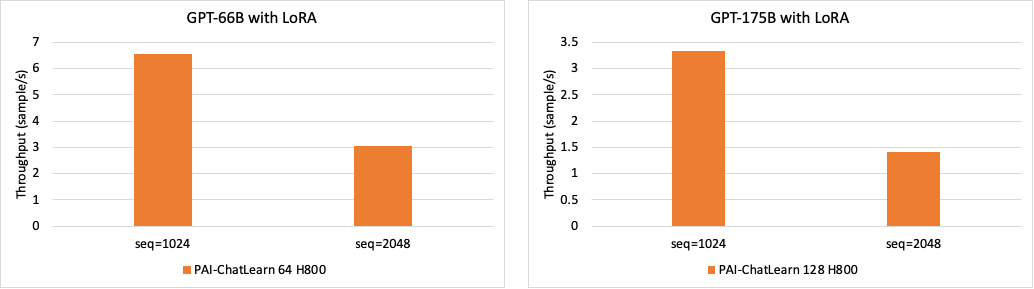 GPT-66B with LoRA
Throughput (sample/s)
7
6
5
4
3
2
1
0
seq=1024
seq=2048
PAI-ChatLearn 64 H800
GPT-175B with LoRA
Throughput (sample/s)
3.5
3
2.5
2
1.5
1
0.5
0
seq=1024
seq=2048
PAI-ChatLearn 128 H800